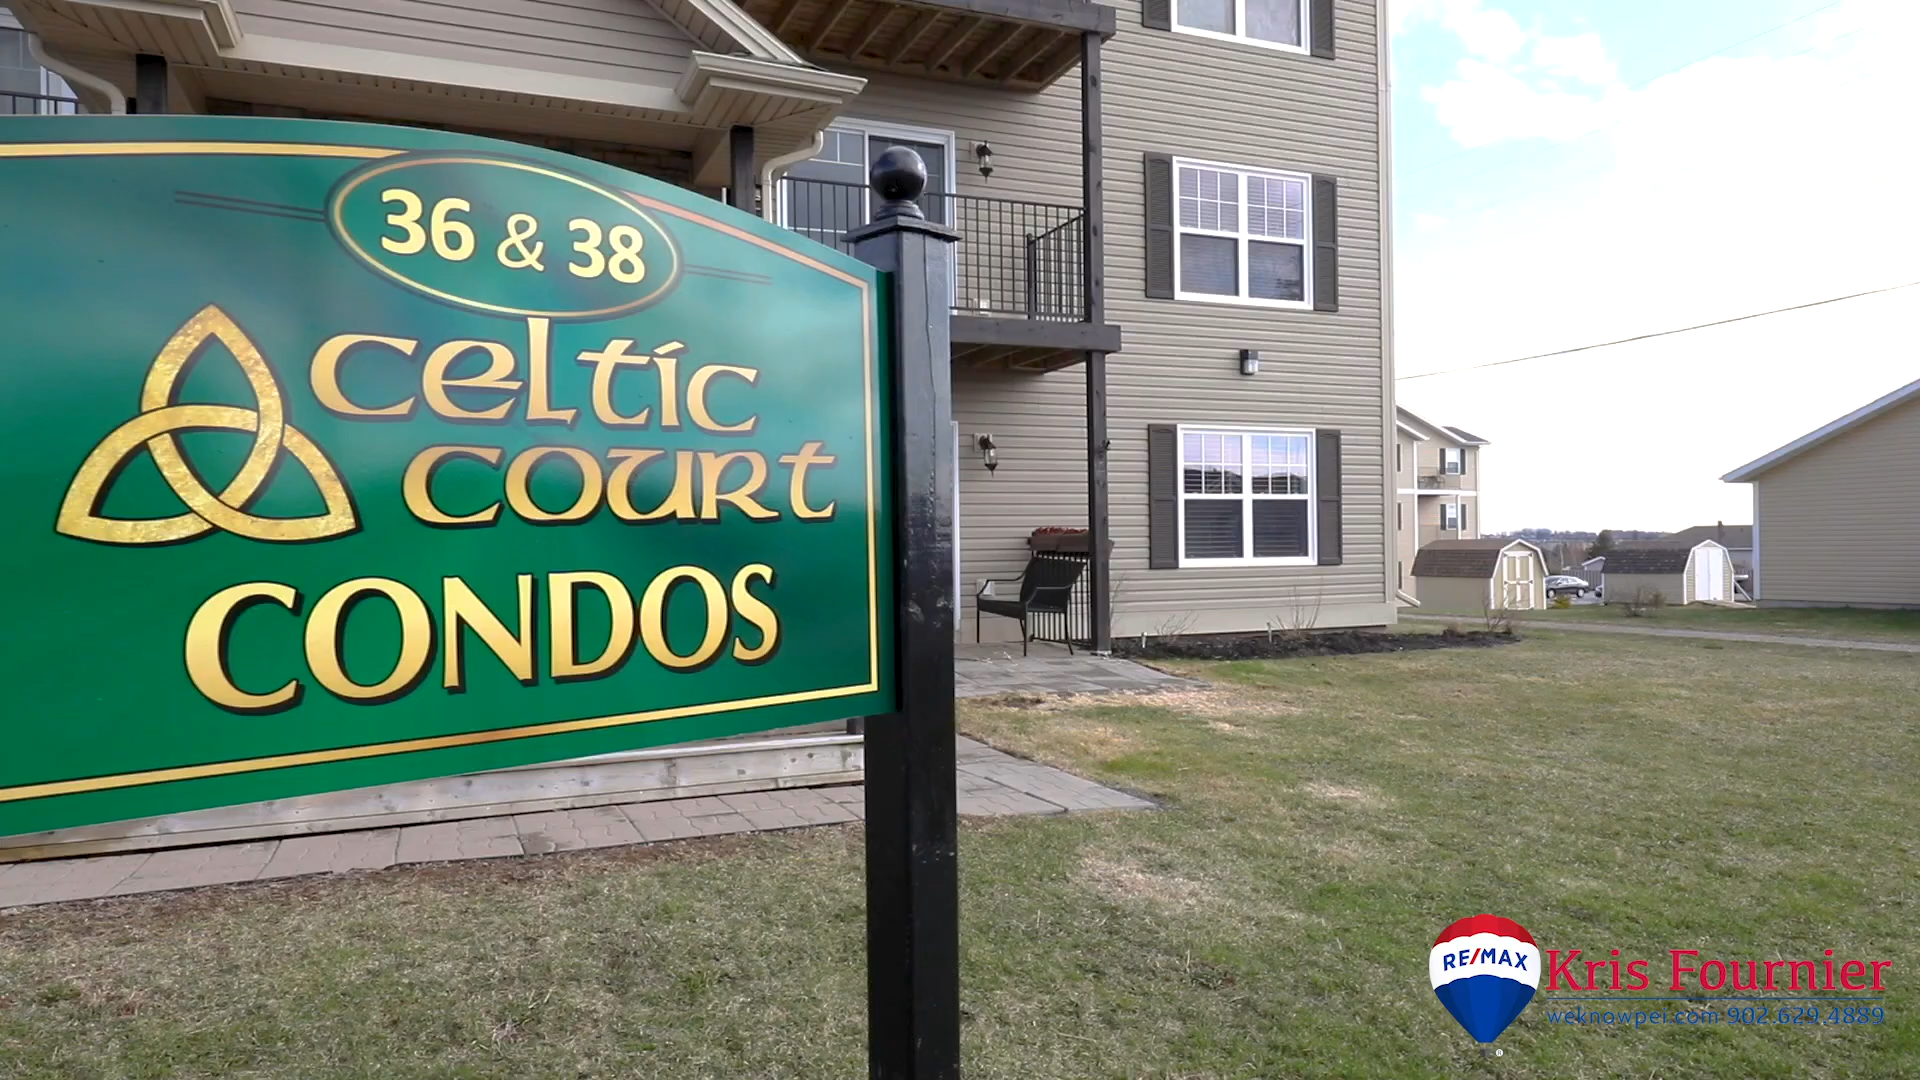 36 & 38
Celtic
Court
CONDOS
RE/MAX
Kris Fournier
weknowpei.com 902.629.4889